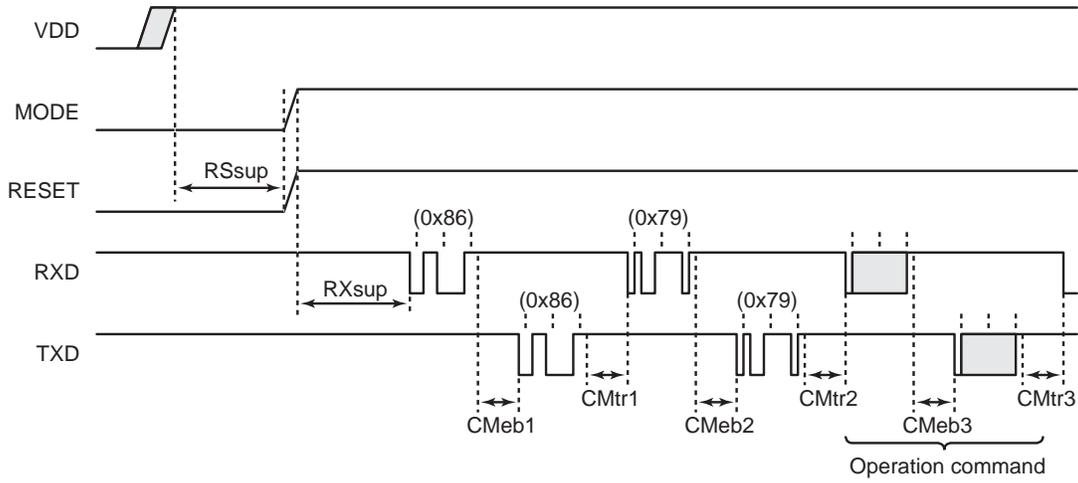 VDD
MODE
RSsup
RESET
(0x86)
(0x79)
RXD
RXsup
(0x86)
(0x79)
TXD
CMtr1
CMtr2
CMtr3
CMeb1
CMeb2
CMeb3
Operation command